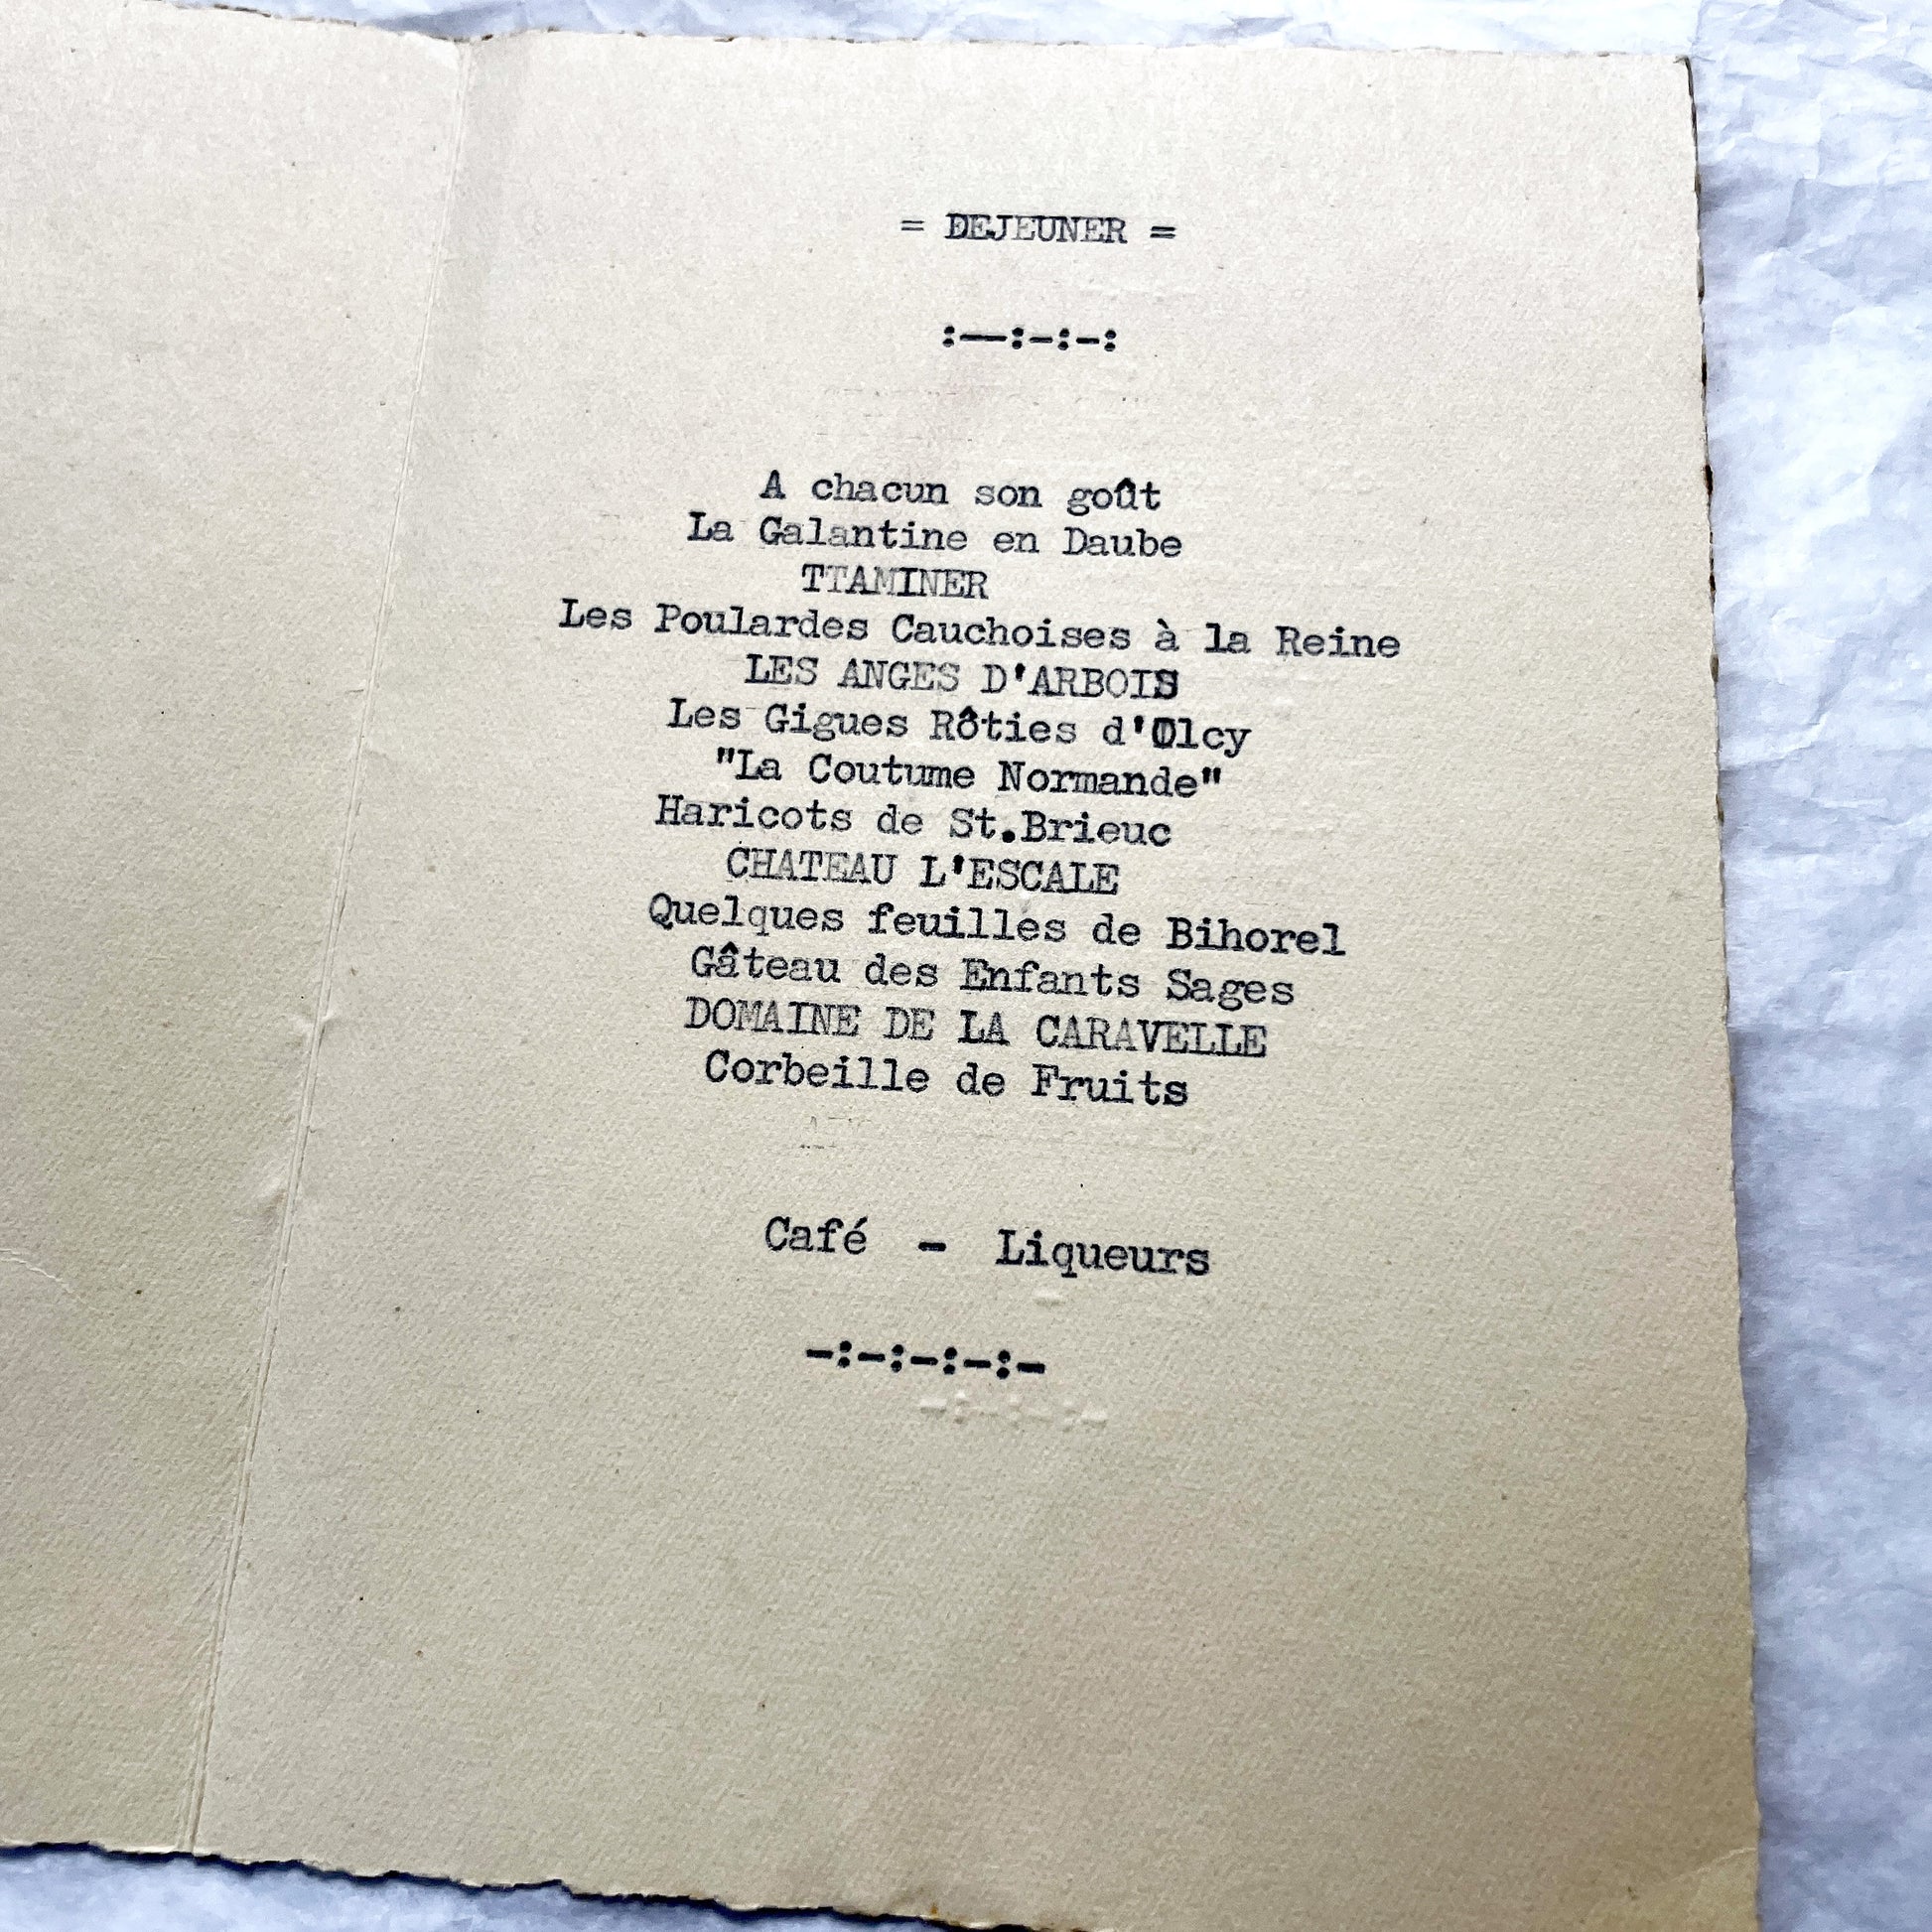 = DEJEUNER =
:——:-:-:
A chacun son goût
La Galantine en Daube
TTAMINER
Les Poulardes Cauchoises à la Reine
LES ANGES D'ARBOIS
Les Gigues Rôties d'Olcy
"La Coutume Normande"
Haricots de St.Brieuc
CHATEAU L'ESCALE
Quelques feuilles de Bihorel
Gâteau des Enfants Sages
DOMAINE DE LA CARAVELLE
Corbeille de Fruits
Café - Liqueurs
-:-:-:-:-